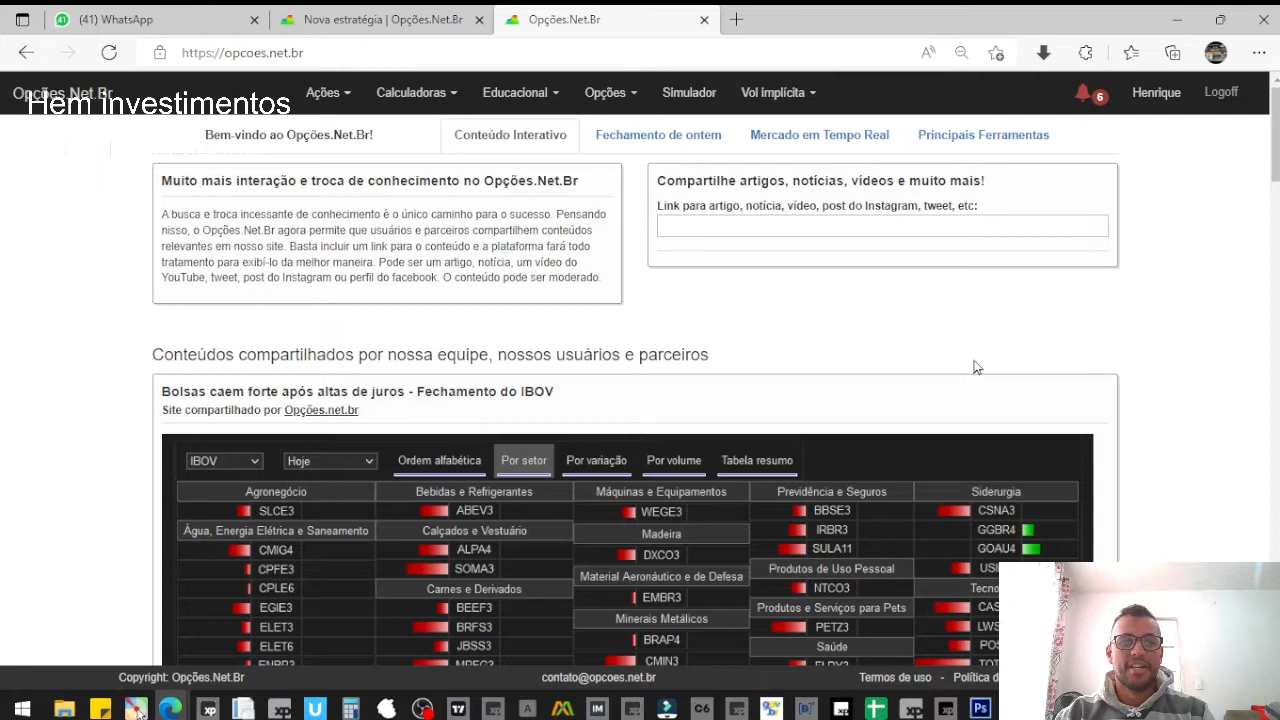 (41) WhatsApp
Nova estratégia | Opções.Net.Br
Opções.Net.Br
https://opcoes.net.br
Opções.Net.Br
Hem Investimentos
Ações
Calculadoras
Educacional
Opções
Simulador
Vol implícita
6
Henrique
Logoff
Bem-vindo ao Opções.Net.Br!
Conteúdo Interativo
Fechamento de ontem
Mercado em Tempo Real
Principais Ferramentas
Muito mais interação e troca de conhecimento no Opções.Net.Br
A busca e troca incessante de conhecimento é o único caminho para o sucesso. Pensando
nisso, o Opções.Net.Br agora permite que usuários e parceiros compartilhem conteúdos
relevantes em nosso site. Basta incluir um link para o conteúdo e a plataforma fará todo
tratamento para exibí-lo da melhor maneira. Pode ser um artigo, notícia, um vídeo do
YouTube, tweet, post do Instagram ou perfil do facebook. O conteúdo pode ser moderado.
Compartilhe artigos, notícias, vídeos e muito mais!
Link para artigo, notícia, vídeo, post do Instagram, tweet, etc:
Conteúdos compartilhados por nossa equipe, nossos usuários e parceiros
Bolsas caem forte após altas de juros - Fechamento do IBOV
Site compartilhado por Opções.net.br
IBOV
Hoje
Ordem alfabética
Por setor
Por variação
Por volume
Tabela resumo
Agronegócio
SLCE3
Água, Energia Elétrica e Saneamento
CMIG4
CPFE3
CPLE6
EGIE3
ELET3
ELET6
ENBR3
Bebidas e Refrigerantes
ABEV3
Calçados e Vestuário
ALPA4
SOMA3
Carnes e Derivados
BEEF3
BRFS3
JBSS3
MRFG3
Máquinas e Equipamentos
WEGE3
Madeira
DXCO3
Material Aeronáutico e de Defesa
EMBR3
Minerais Metálicos
BRAP4
CMIN3
Previdência e Seguros
BBSE3
IRBR3
SULA11
Produtos de Uso Pessoal
NTCO3
Produtos e Serviços para Pets
PETZ3
Saúde
FLRY3
Siderurgia
CSNA3
GGBR4
GOAU4
Copyright: Opções.Net.Br
contato@opcoes.net.br
Termos de uso - Política d